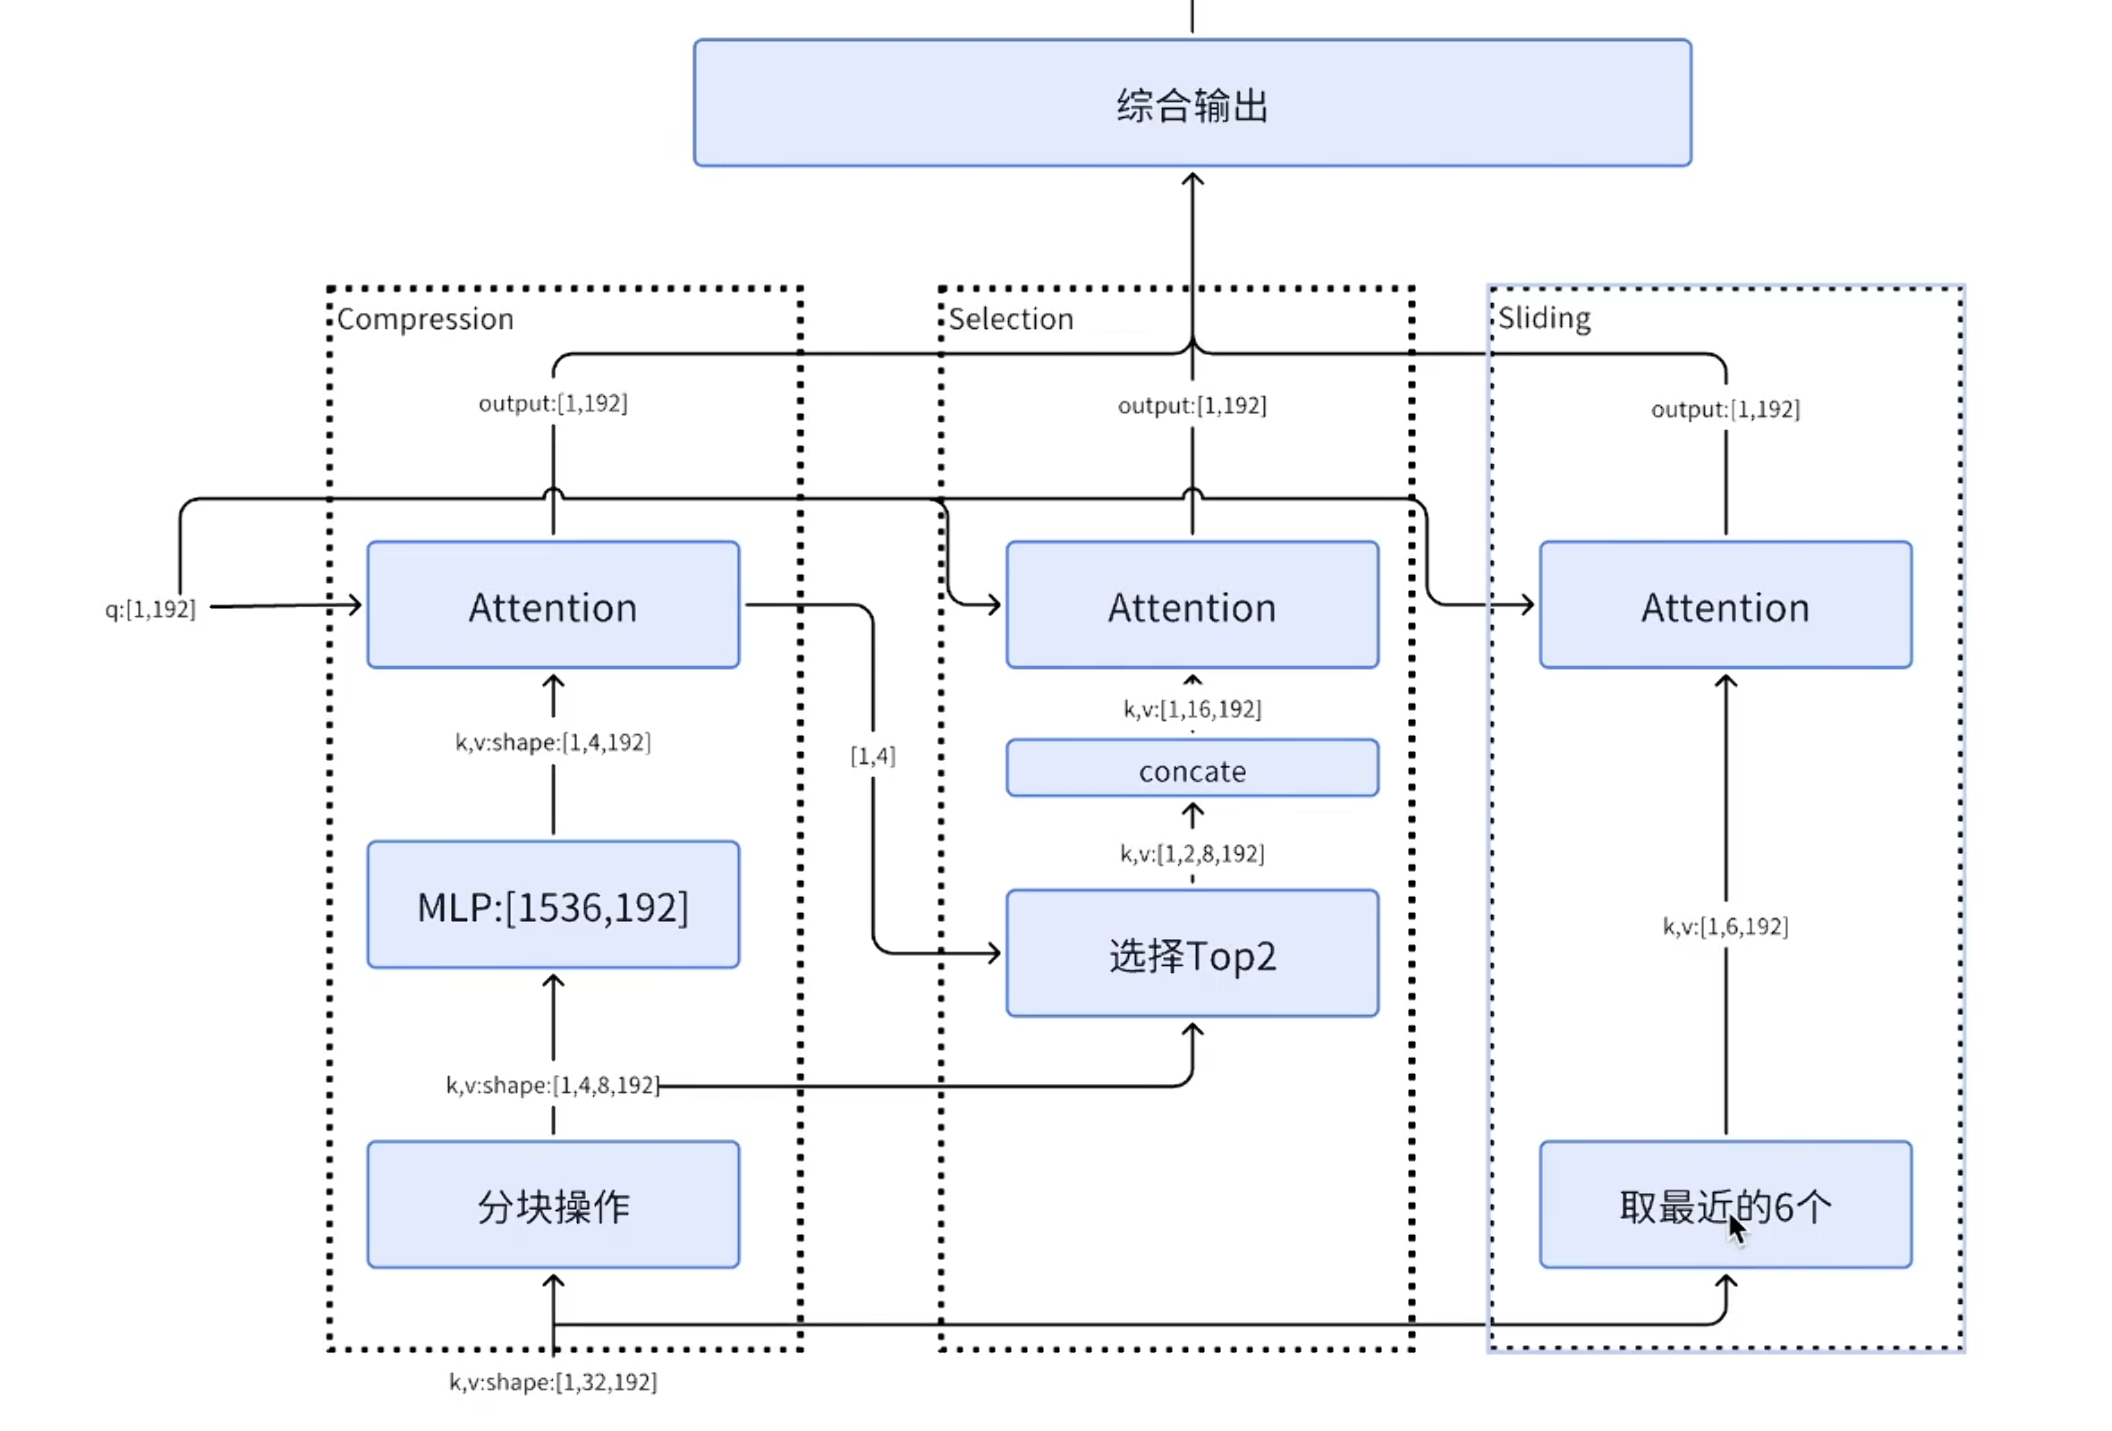 综合输出
Compression
Selection
Sliding
output:[1,192]
output:[1,192]
output:[1,192]
q:[1,192]
Attention
Attention
Attention
k,v:[1,16,192]
k,v:shape:[1,4,192]
[1,4]
concate
k,v:[1,2,8,192]
MLP:[1536,192]
k,v:[1,6,192]
选择Top2
k,v:shape:[1,4,8,192]
分块操作
取最近的6个
k,v:shape:[1,32,192]